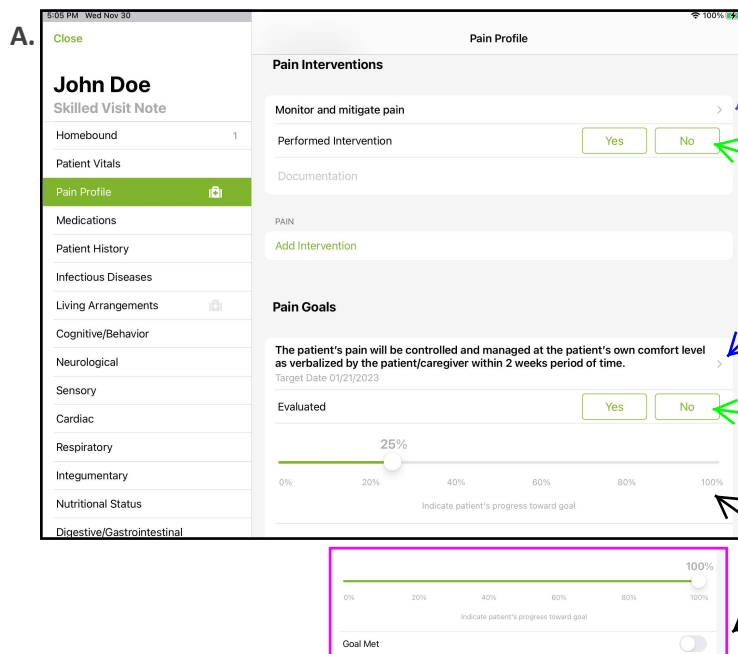 A.
5:05 PM Wed Nov 30
100%
Close
Pain Profile
John Doe
Skilled Visit Note
Homebound 1
Patient Vitals
Pain Profile
Medications
Patient History
Infectious Diseases
Living Arrangements
Cognitive/Behavior
Neurological
Sensory
Cardiac
Respiratory
Integumentary
Nutritional Status
Digestive/Gastrointestinal
Pain Interventions
Monitor and mitigate pain
Performed Intervention Yes No
Documentation
PAIN
Add Intervention
Pain Goals
The patient's pain will be controlled and managed at the patient's own comfort level
as verbalized by the patient/caregiver within 2 weeks period of time.
Target Date 01/21/2023
Evaluated Yes No
25%
0% 20% 40% 60% 80% 100%
Indicate patient's progress toward goal
100%
0% 20% 40% 60% 80% 100%
Indicate patient's progress toward goal
Goal Met